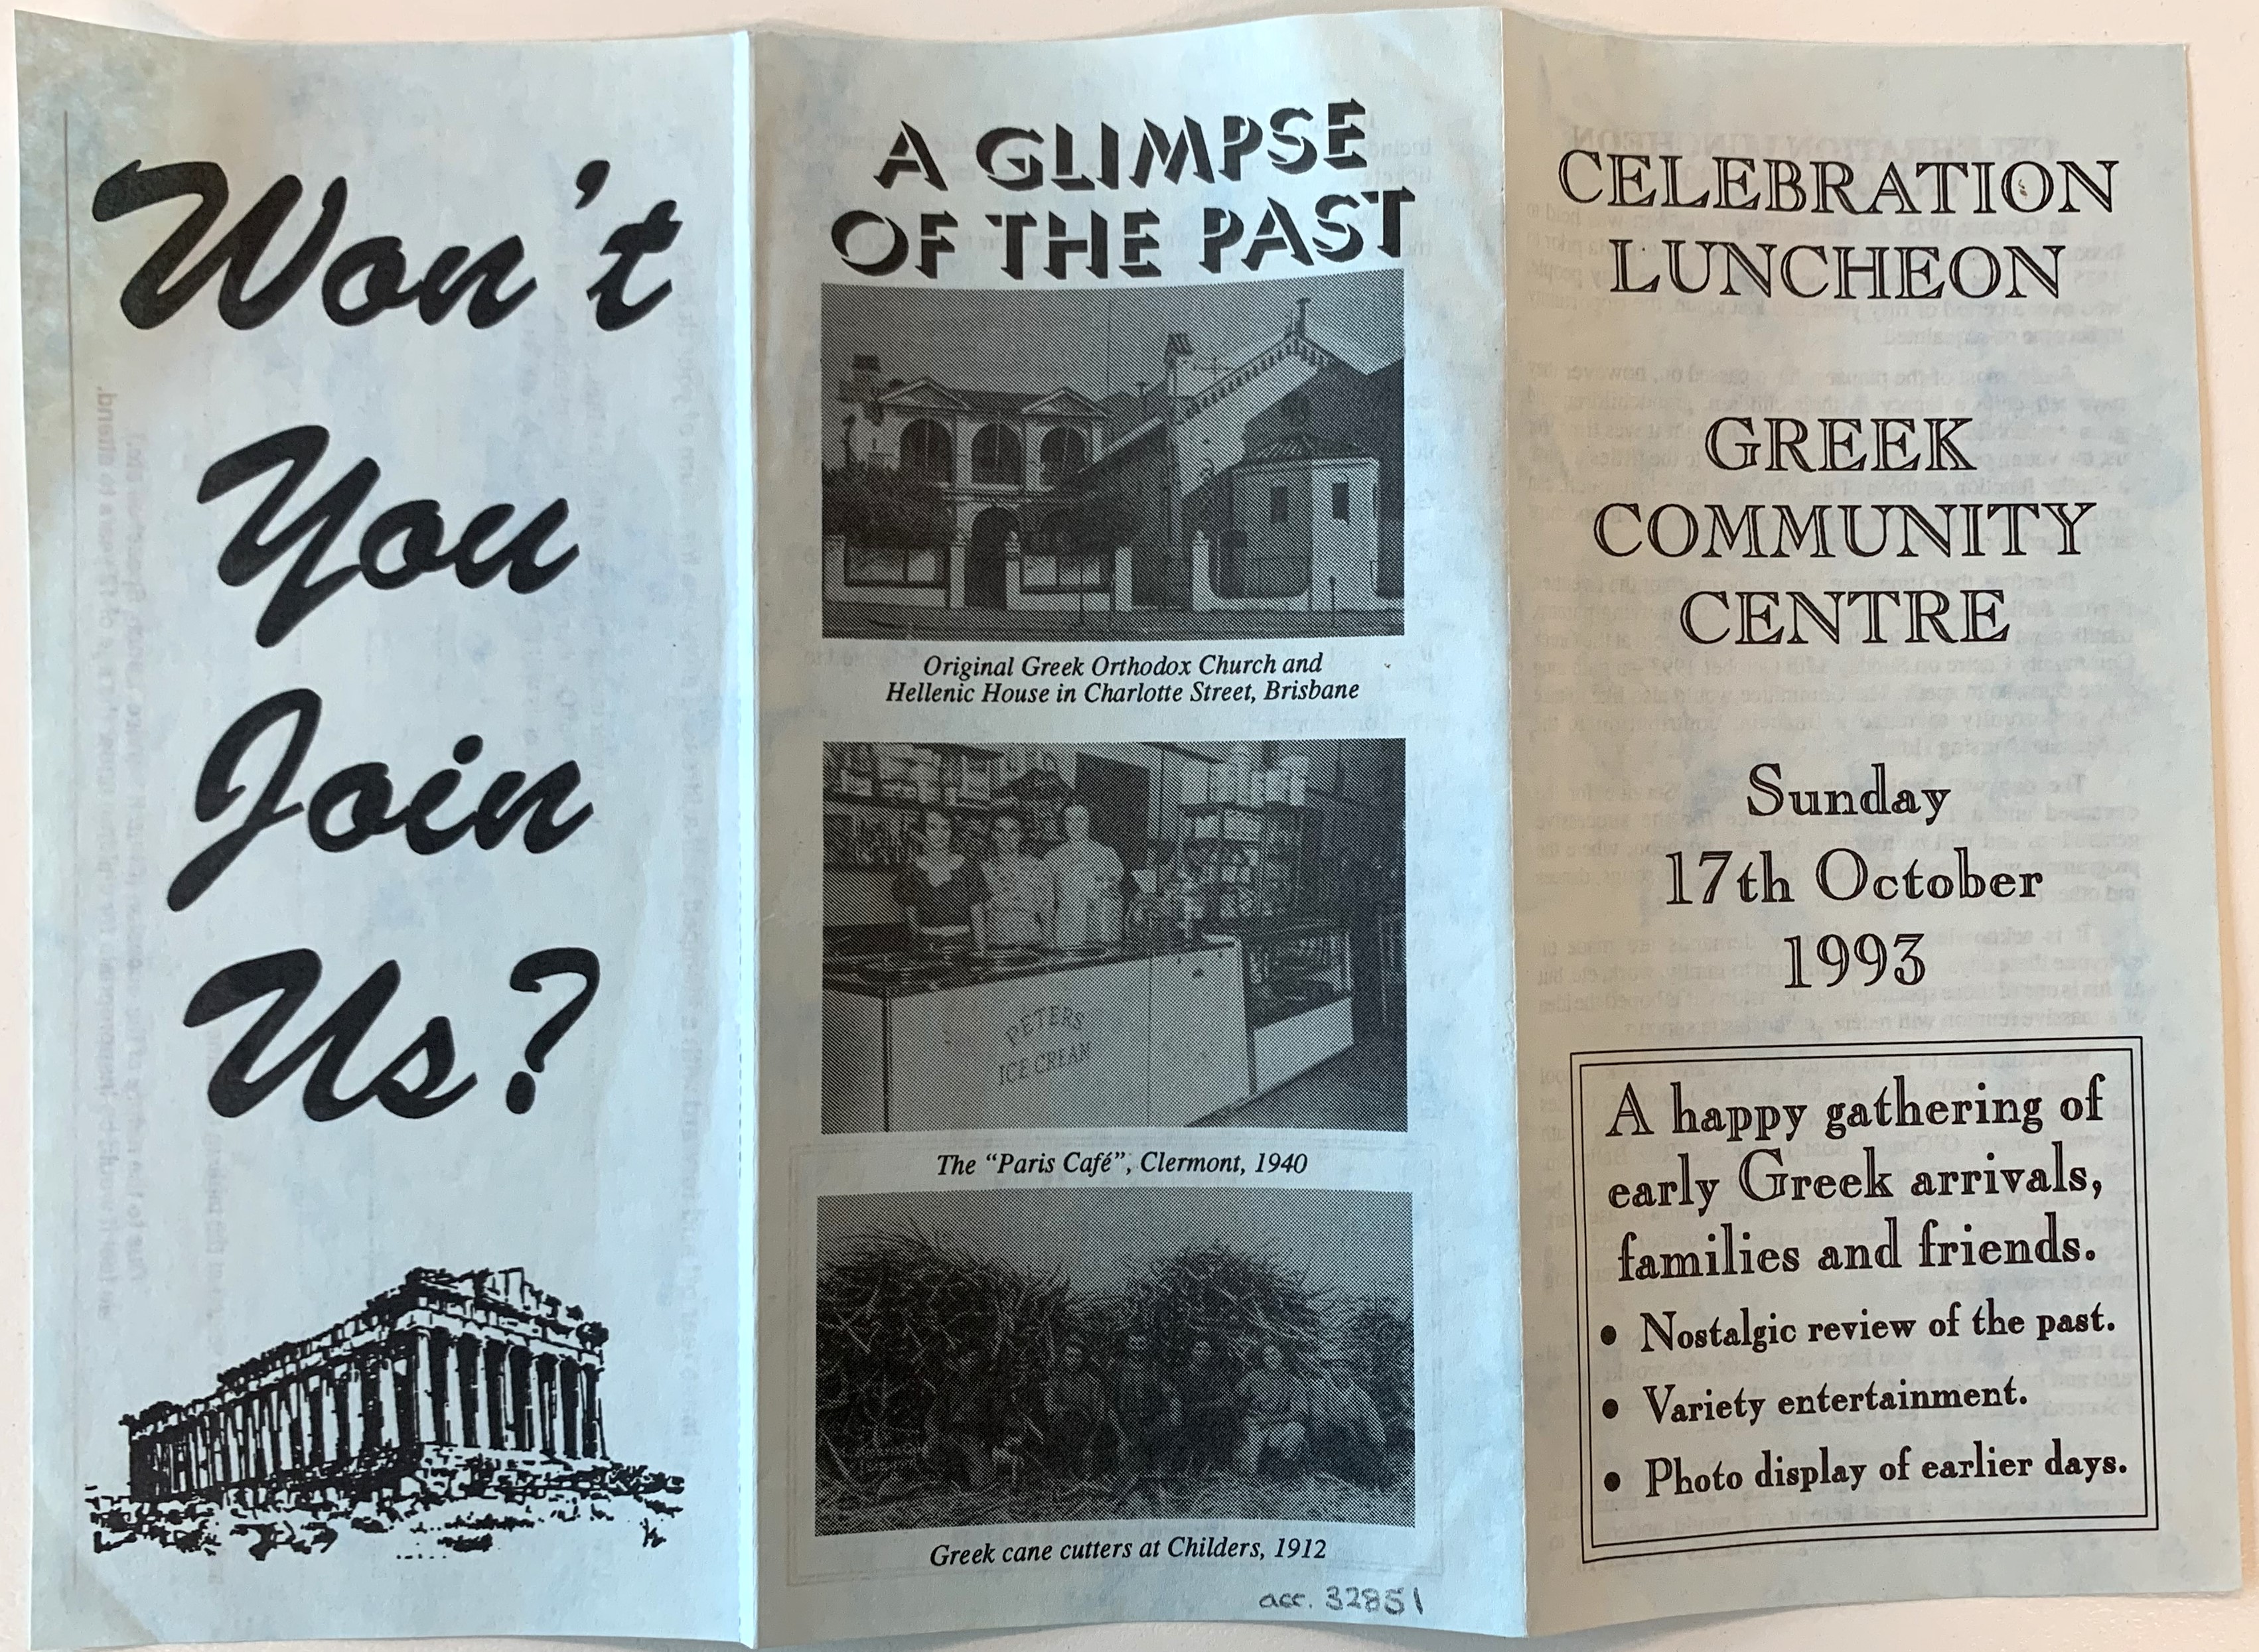 Won't
You
Join
Us?
A GLIMPSE
OF THE PAST
Original Greek Orthodox Church and
Hellenic House in Charlotte Street, Brisbane
PETERS
ICE CREAM
The “Paris Café”, Clermont, 1940
Greek cane cutters at Childers, 1912
acc. 32851
CELEBRATION
LUNCHEON
GREEK
COMMUNITY
CENTRE
Sunday
17th October
1993
A happy gathering of
early Greek arrivals,
families and friends.
• Nostalgic review of the past.
• Variety entertainment.
• Photo display of earlier days.